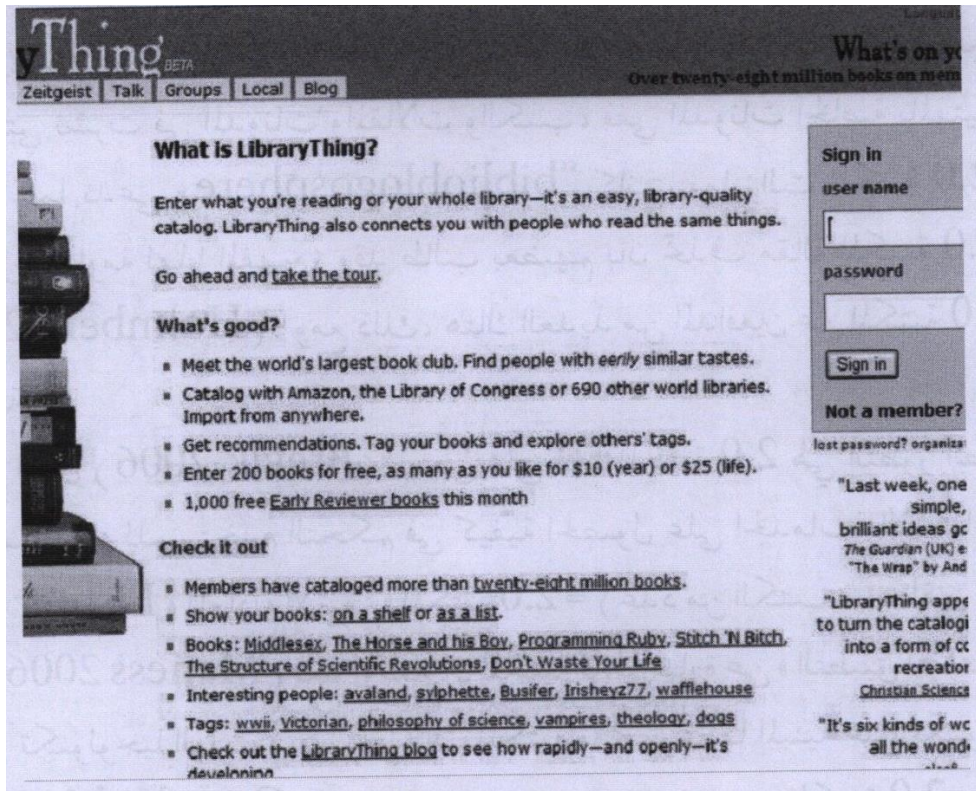 yThing BETA
What's on yo
Over twenty-eight million books on mem
Zeitgeist Talk Groups Local Blog
What is LibraryThing?
Enter what you're reading or your whole library—it's an easy, library-quality
catalog. LibraryThing also connects you with people who read the same things.
Go ahead and take the tour.
What's good?
▪ Meet the world's largest book club. Find people with eerily similar tastes.
▪ Catalog with Amazon, the Library of Congress or 690 other world libraries.
Import from anywhere.
▪ Get recommendations. Tag your books and explore others' tags.
▪ Enter 200 books for free, as many as you like for $10 (year) or $25 (life).
▪ 1,000 free Early Reviewer books this month
Check it out
▪ Members have cataloged more than twenty-eight million books.
▪ Show your books: on a shelf or as a list.
▪ Books: Middlesex, The Horse and his Boy, Programming Ruby, Stitch 'N Bitch,
The Structure of Scientific Revolutions, Don't Waste Your Life
▪ Interesting people: avaland, sylphette, Busifer, Irisheyz77, wafflehouse
▪ Tags: wwii, Victorian, philosophy of science, vampires, theology, dogs
▪ Check out the LibraryThing blog to see how rapidly—and openly—it's
developing
Sign in
user name
password
Sign in
Not a member?
lost password? organiza
"Last week, one
simple,
brilliant ideas go
The Guardian (UK) e
"The Wrap" by And
"LibraryThing appe
to turn the catalogi
into a form of cc
recreation
Christian Science
"It's six kinds of wo
all the wond